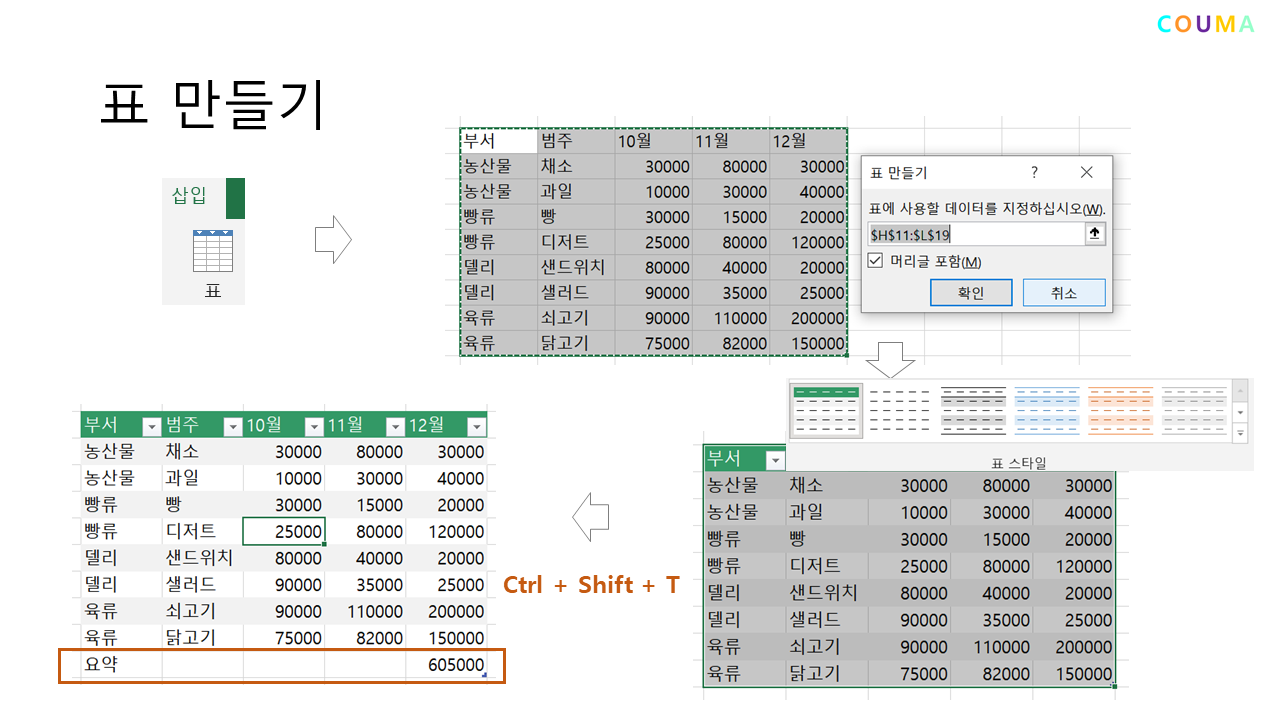 COUMA
표 만들기
삽입
표
부서 범주 10월 11월 12월
농산물 채소 30000 80000 30000
농산물 과일 10000 30000 40000
빵류 빵 30000 15000 20000
빵류 디저트 25000 80000 120000
델리 샌드위치 80000 40000 20000
델리 샐러드 90000 35000 25000
육류 쇠고기 90000 110000 200000
육류 닭고기 75000 82000 150000
표 만들기 ?
표에 사용할 데이터를 지정하십시오(W).
$H$11:$L$19
머리글 포함(M)
확인 취소
표 스타일
부서
농산물 채소 30000 80000 30000
농산물 과일 10000 30000 40000
빵류 빵 30000 15000 20000
빵류 디저트 25000 80000 120000
델리 샌드위치 80000 40000 20000
델리 샐러드 90000 35000 25000
육류 쇠고기 90000 110000 200000
육류 닭고기 75000 82000 150000
Ctrl + Shift + T
부서 범주 10월 11월 12월
농산물 채소 30000 80000 30000
농산물 과일 10000 30000 40000
빵류 빵 30000 15000 20000
빵류 디저트 25000 80000 120000
델리 샌드위치 80000 40000 20000
델리 샐러드 90000 35000 25000
육류 쇠고기 90000 110000 200000
육류 닭고기 75000 82000 150000
요약 605000